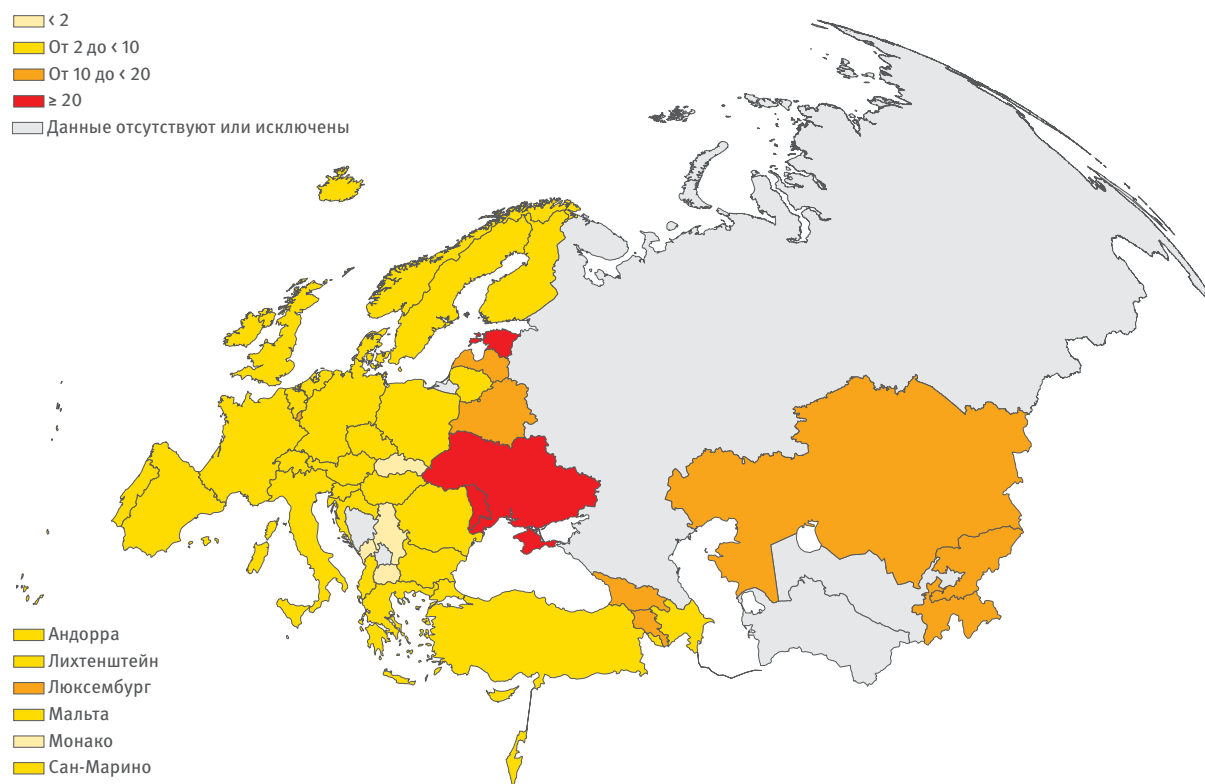 < 2
От 2 до < 10
От 10 до < 20
≥ 20
Данные отсутствуют или исключены
Андорра
Лихтенштейн
Люксембург
Мальта
Монако
Сан-Марино